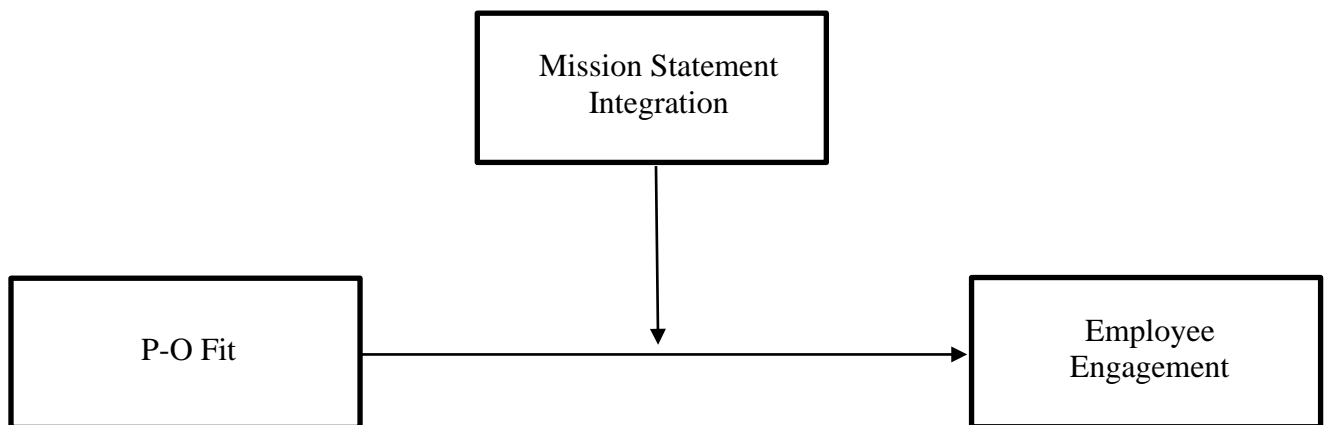 Mission Statement
Integration
P-O Fit
Employee
Engagement